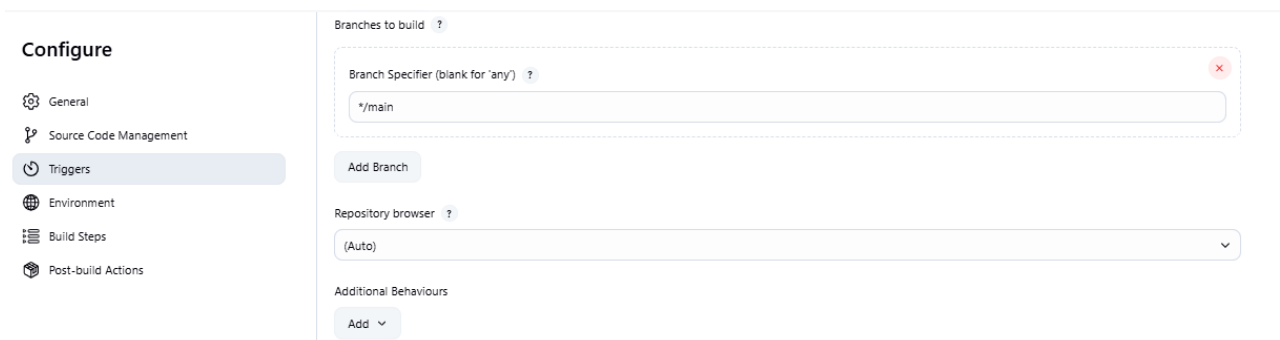 Configure
General
Source Code Management
Triggers
Environment
Build Steps
Post-build Actions
Branches to build ?
Branch Specifier (blank for 'any') ?
*/main
Add Branch
Repository browser ?
(Auto)
Additional Behaviours
Add